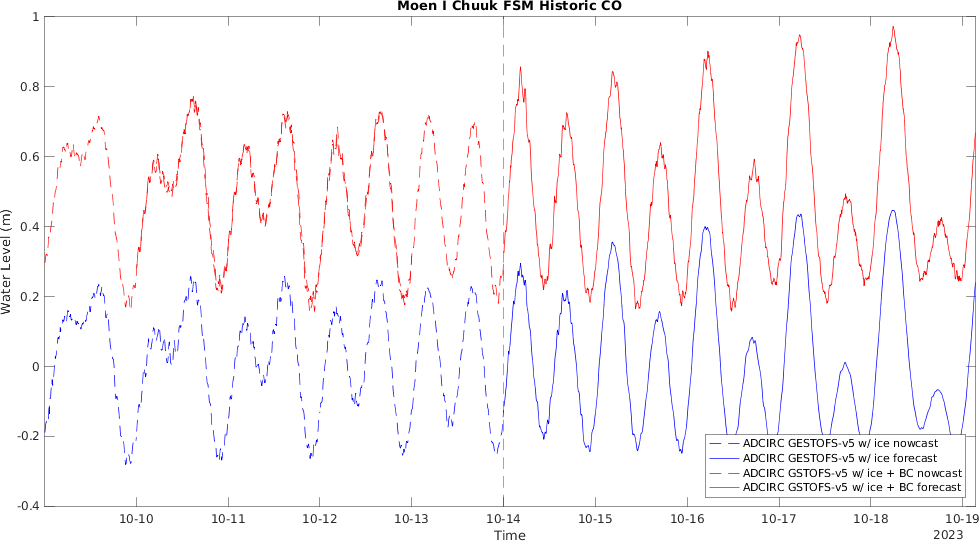 Moen I Chuuk FSM Historic CO
1
0.8
0.6
0.4
0.2
0
-0.2
-0.4
Water Level (m)
ADCIRC GESTOFS-v5 w/ ice nowcast
ADCIRC GESTOFS-v5 w/ ice forecast
ADCIRC GSTOFS-v5 w/ ice + BC nowcast
ADCIRC GSTOFS-v5 w/ ice + BC forecast
10-10 10-11 10-12 10-13 10-14 10-15 10-16 10-17 10-18 10-19
Time
2023